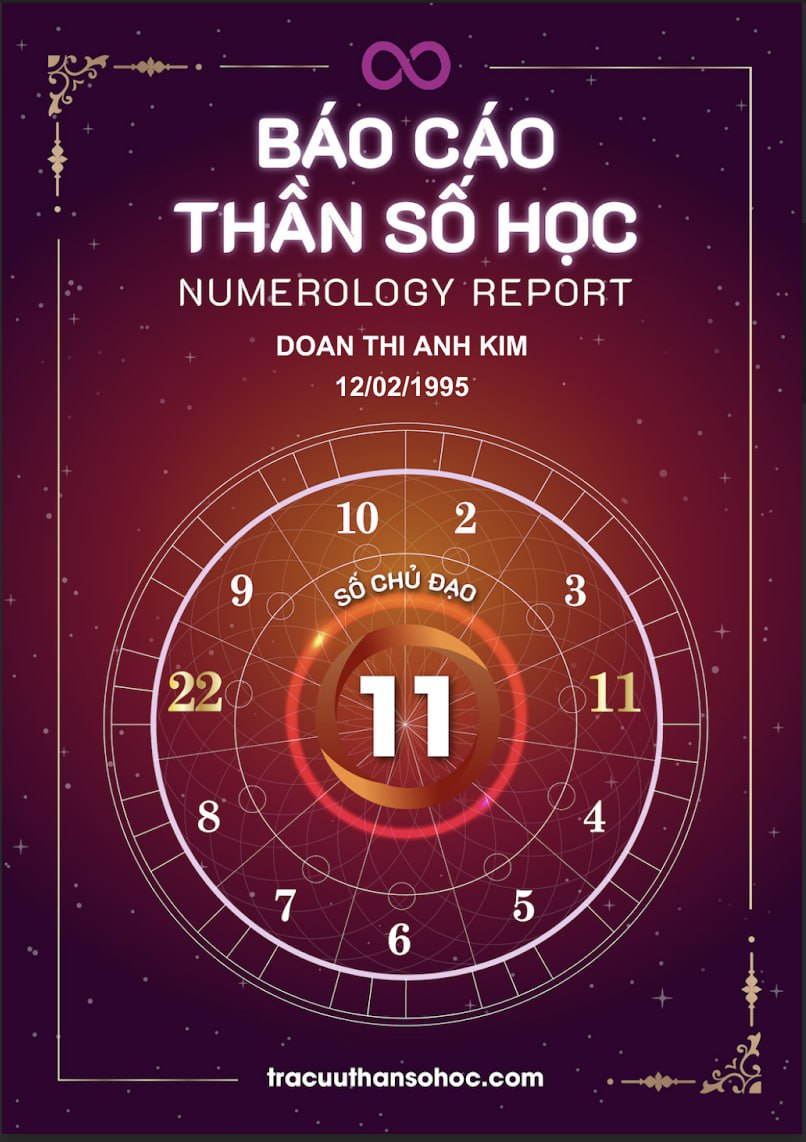 BÁO CÁO
THẦN SỐ HỌC
NUMEROLOGY REPORT
DOAN THI ANH KIM
12/02/1995
10 2
9 3
SỐ CHỦ ĐẠO
22 11 11
8 4
7 5
6
tracuuthansohoc.com